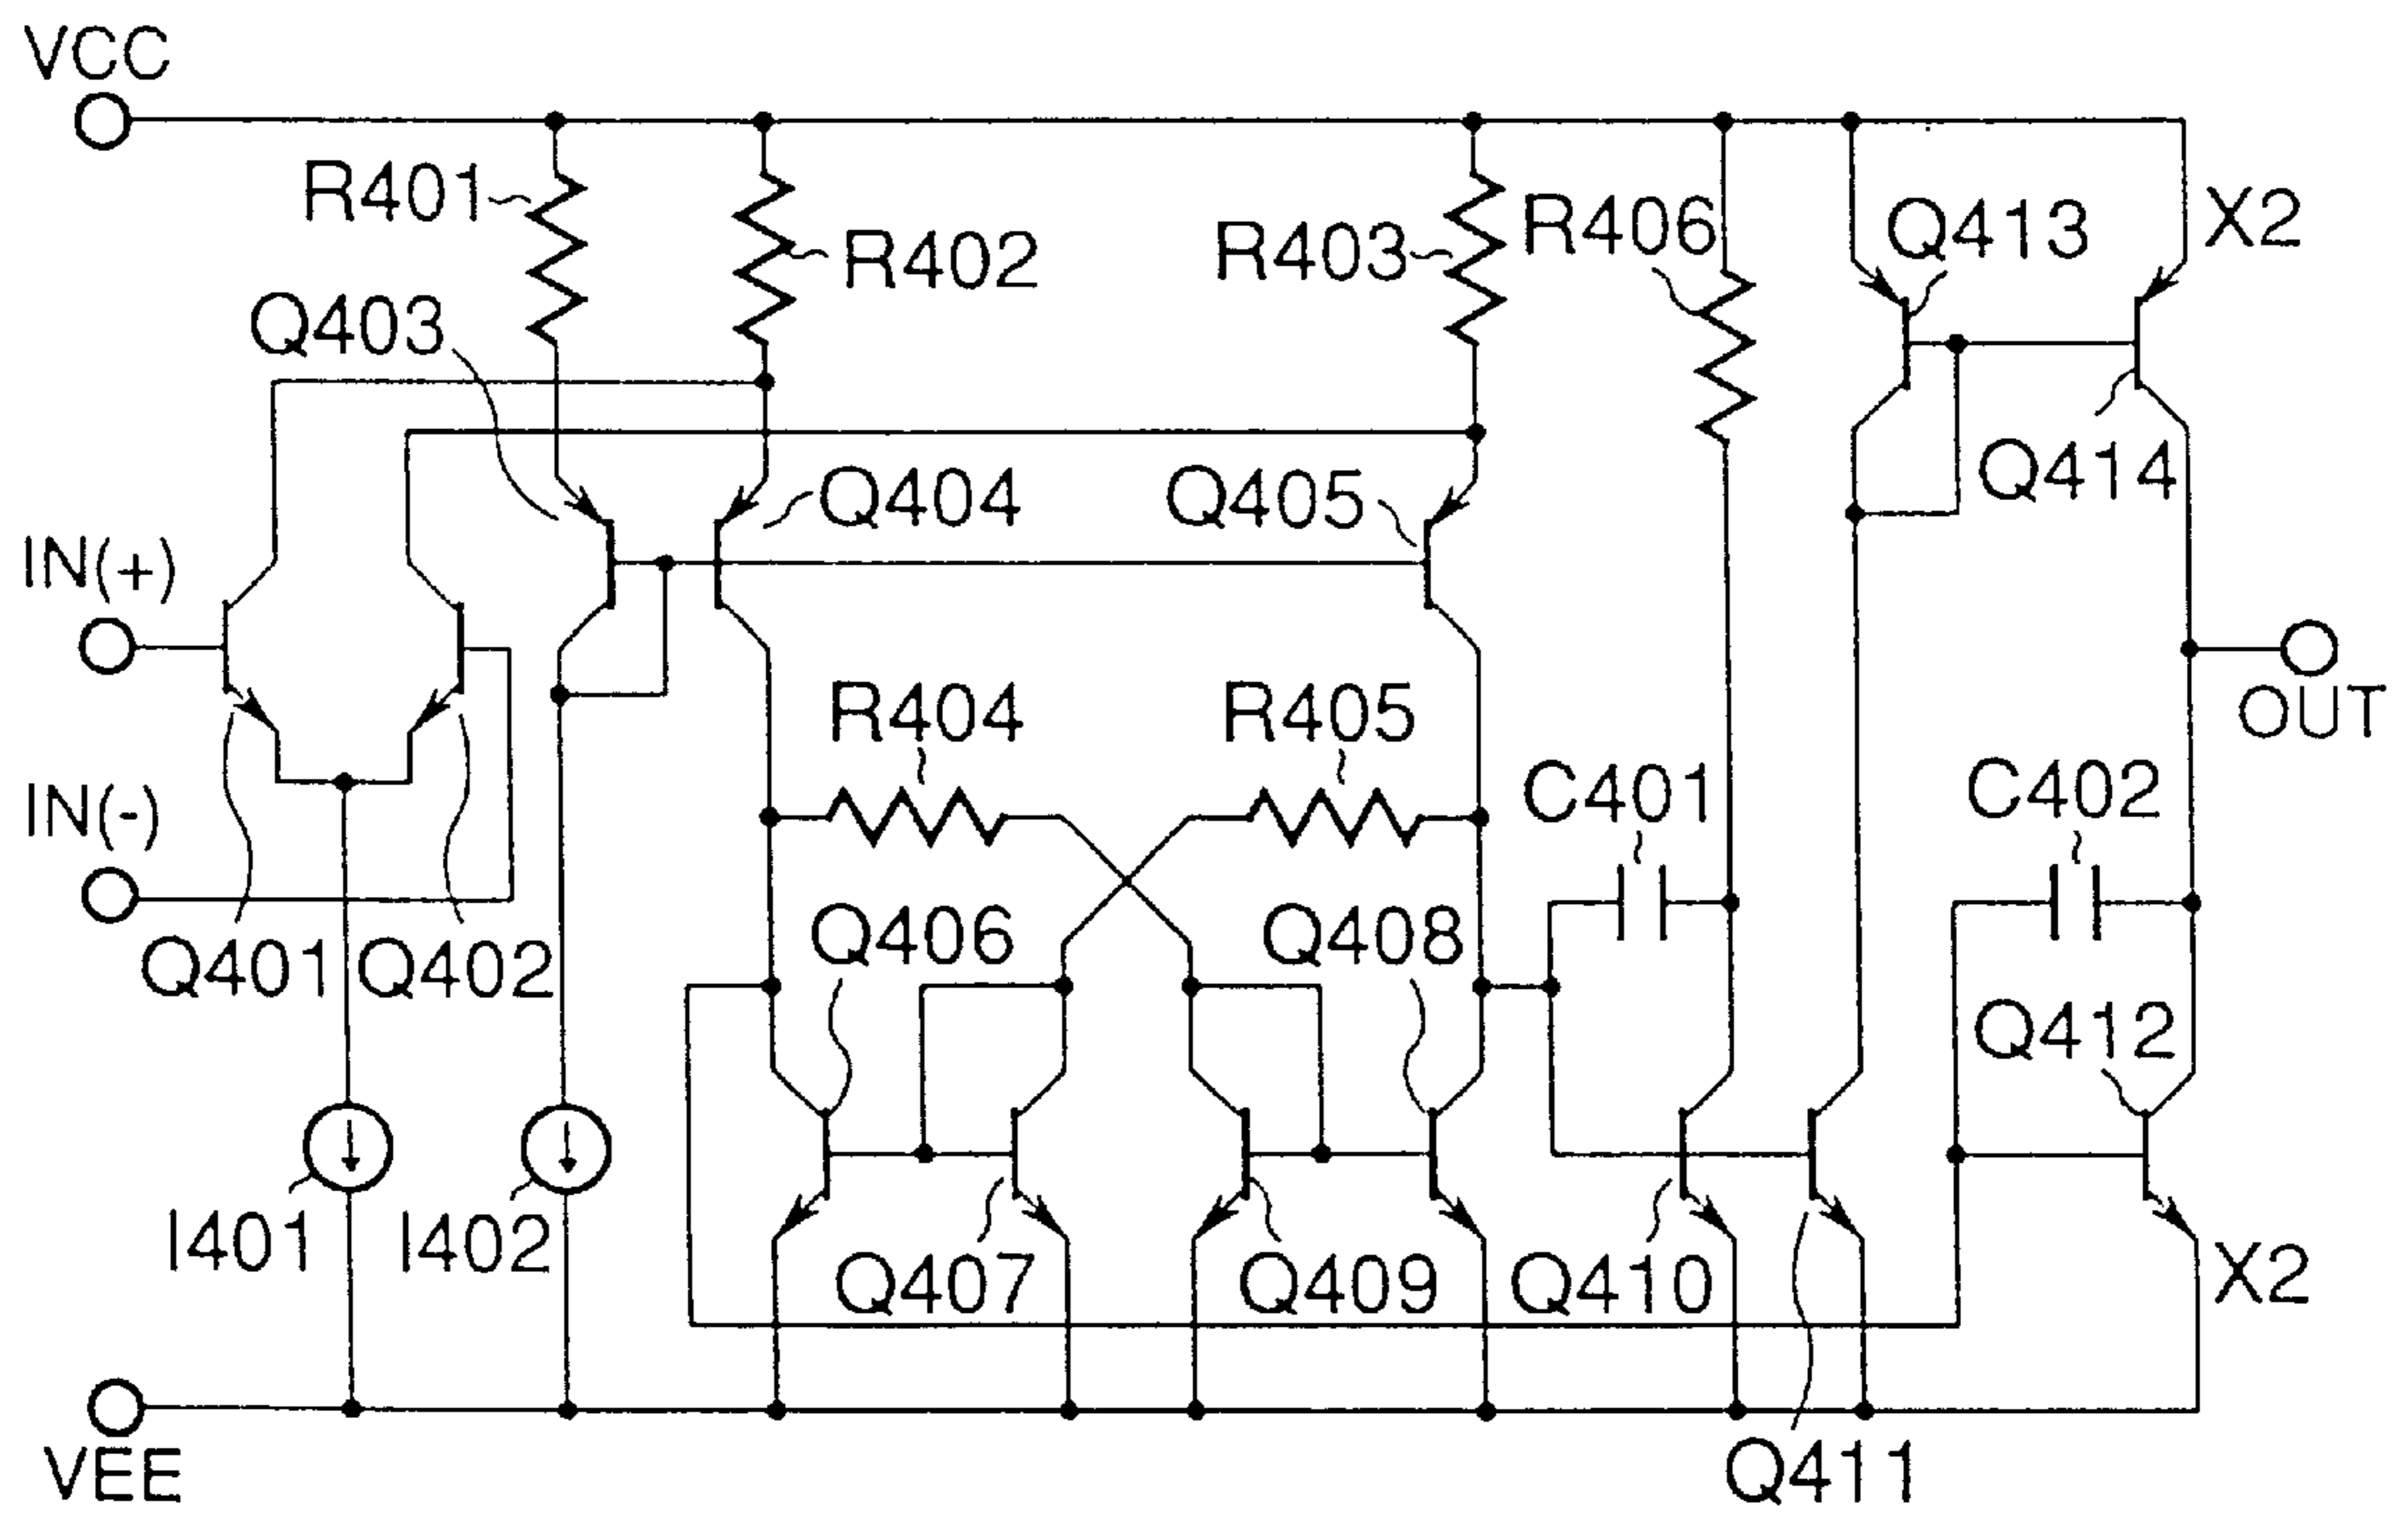 VCC
R401
R402
R403
R406
Q413
X2
Q403
Q404
Q405
Q414
IN(+)
R404
R405
C401
C402
OUT
IN(-)
Q401
Q402
Q406
Q408
Q412
I401
I402
Q407
Q409
Q410
X2
VEE
Q411